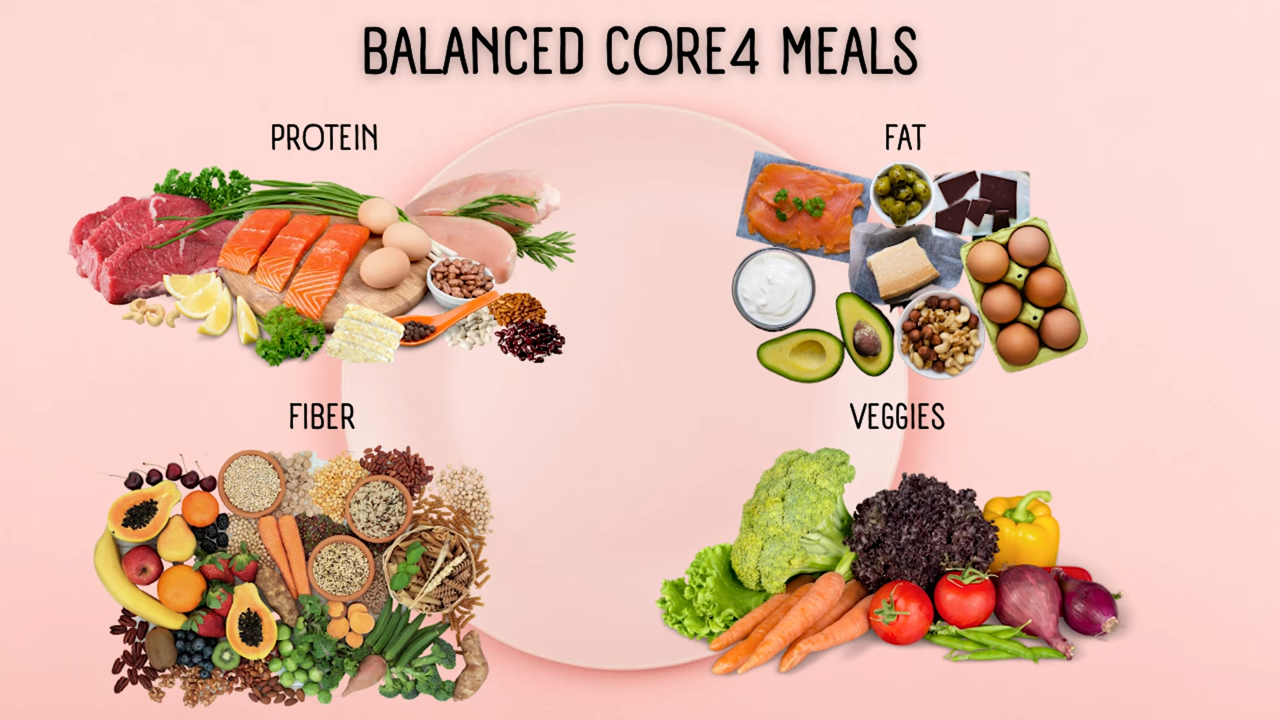 BALANCED CORE4 MEALS
PROTEIN
FAT
FIBER
VEGGIES